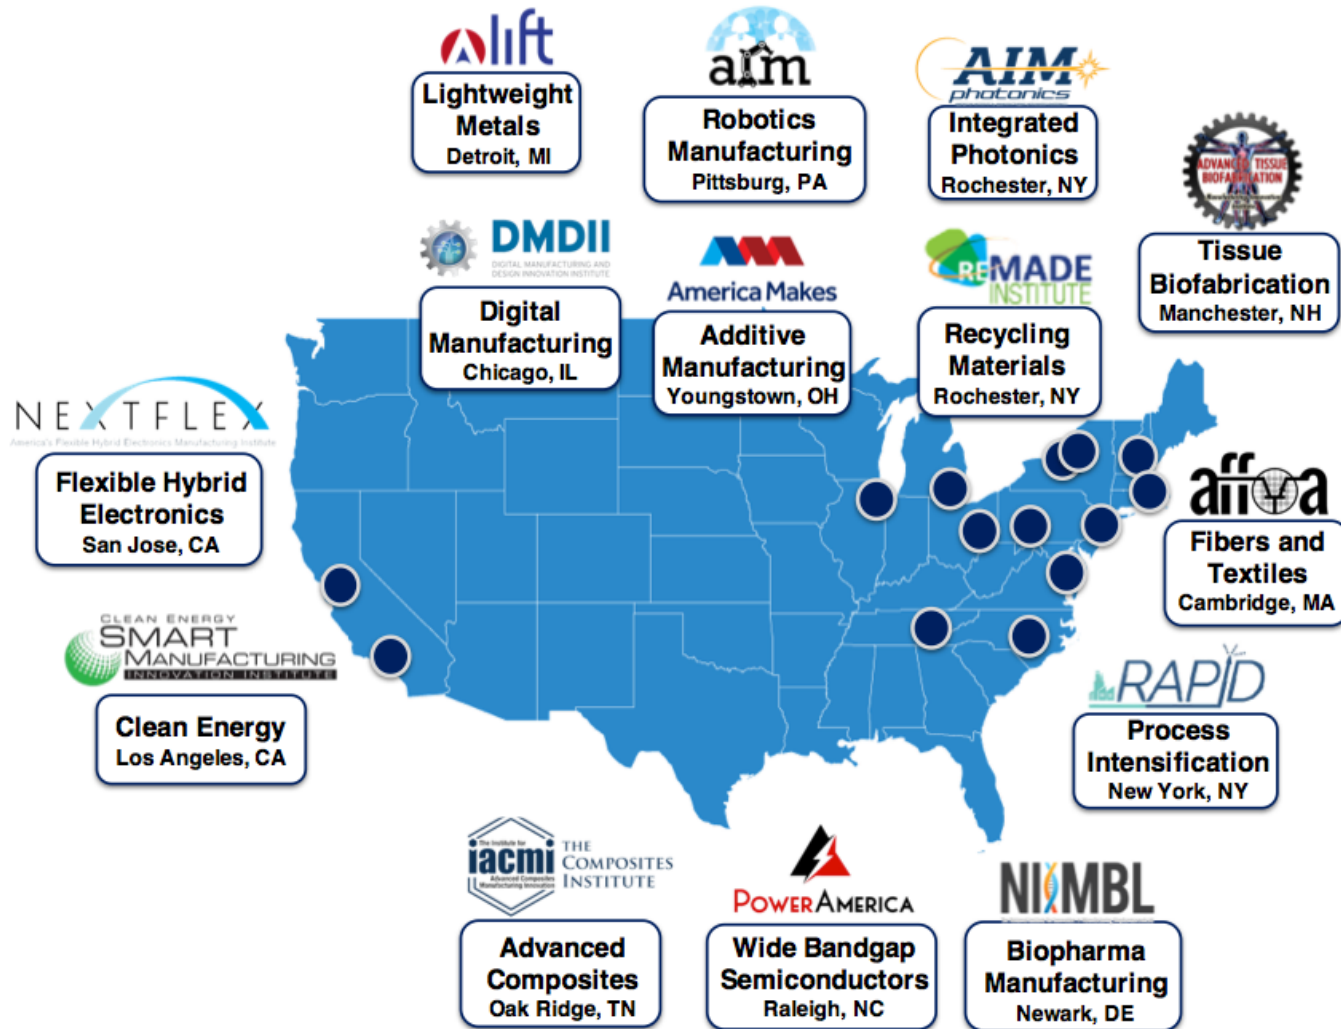 lift
Lightweight
Metals
Detroit, MI
arm
Robotics
Manufacturing
Pittsburg, PA
AIM
photonics
Integrated
Photonics
Rochester, NY
ADVANCED TISSUE
BIOFABRICATION
Tissue
Biofabrication
Manchester, NH
DMDII
DIGITAL MANUFACTURING AND
DESIGN INNOVATION INSTITUTE
Digital
Manufacturing
Chicago, IL
America Makes
Additive
Manufacturing
Youngstown, OH
REMADE
INSTITUTE
Recycling
Materials
Rochester, NY
NEXTFLEX
America's Flexible Hybrid Electronics Manufacturing Institute
Flexible Hybrid
Electronics
San Jose, CA
affoa
Fibers and
Textiles
Cambridge, MA
CLEAN ENERGY
SMART
MANUFACTURING
INNOVATION INSTITUTE
Clean Energy
Los Angeles, CA
RAPID
Process
Intensification
New York, NY
The Institute for
iacmi
Advanced Composites
Manufacturing Innovation
THE
COMPOSITES
INSTITUTE
Advanced
Composites
Oak Ridge, TN
POWERAMERICA
Wide Bandgap
Semiconductors
Raleigh, NC
NIIMBL
Biopharma
Manufacturing
Newark, DE